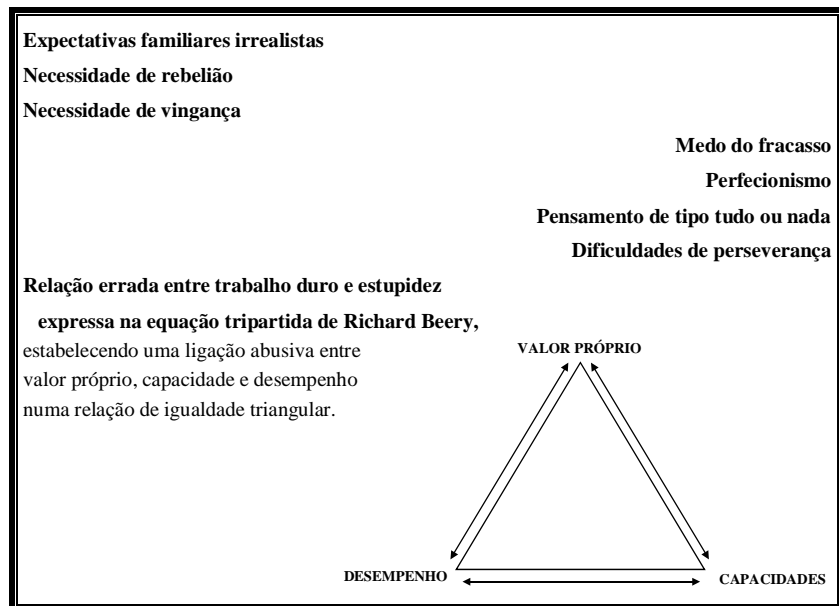 Expectativas familiares irrealistas
Necessidade de rebelião
Necessidade de vingança
Medo do fracasso
Perfecionismo
Pensamento de tipo tudo ou nada
Dificuldades de perseverança
Relação errada entre trabalho duro e estupidez
expressa na equação tripartida de Richard Beery,
estabelecendo uma ligação abusiva entre
valor próprio, capacidade e desempenho
numa relação de igualdade triangular.
VALOR PRÓPRIO
DESEMPENHO
CAPACIDADES